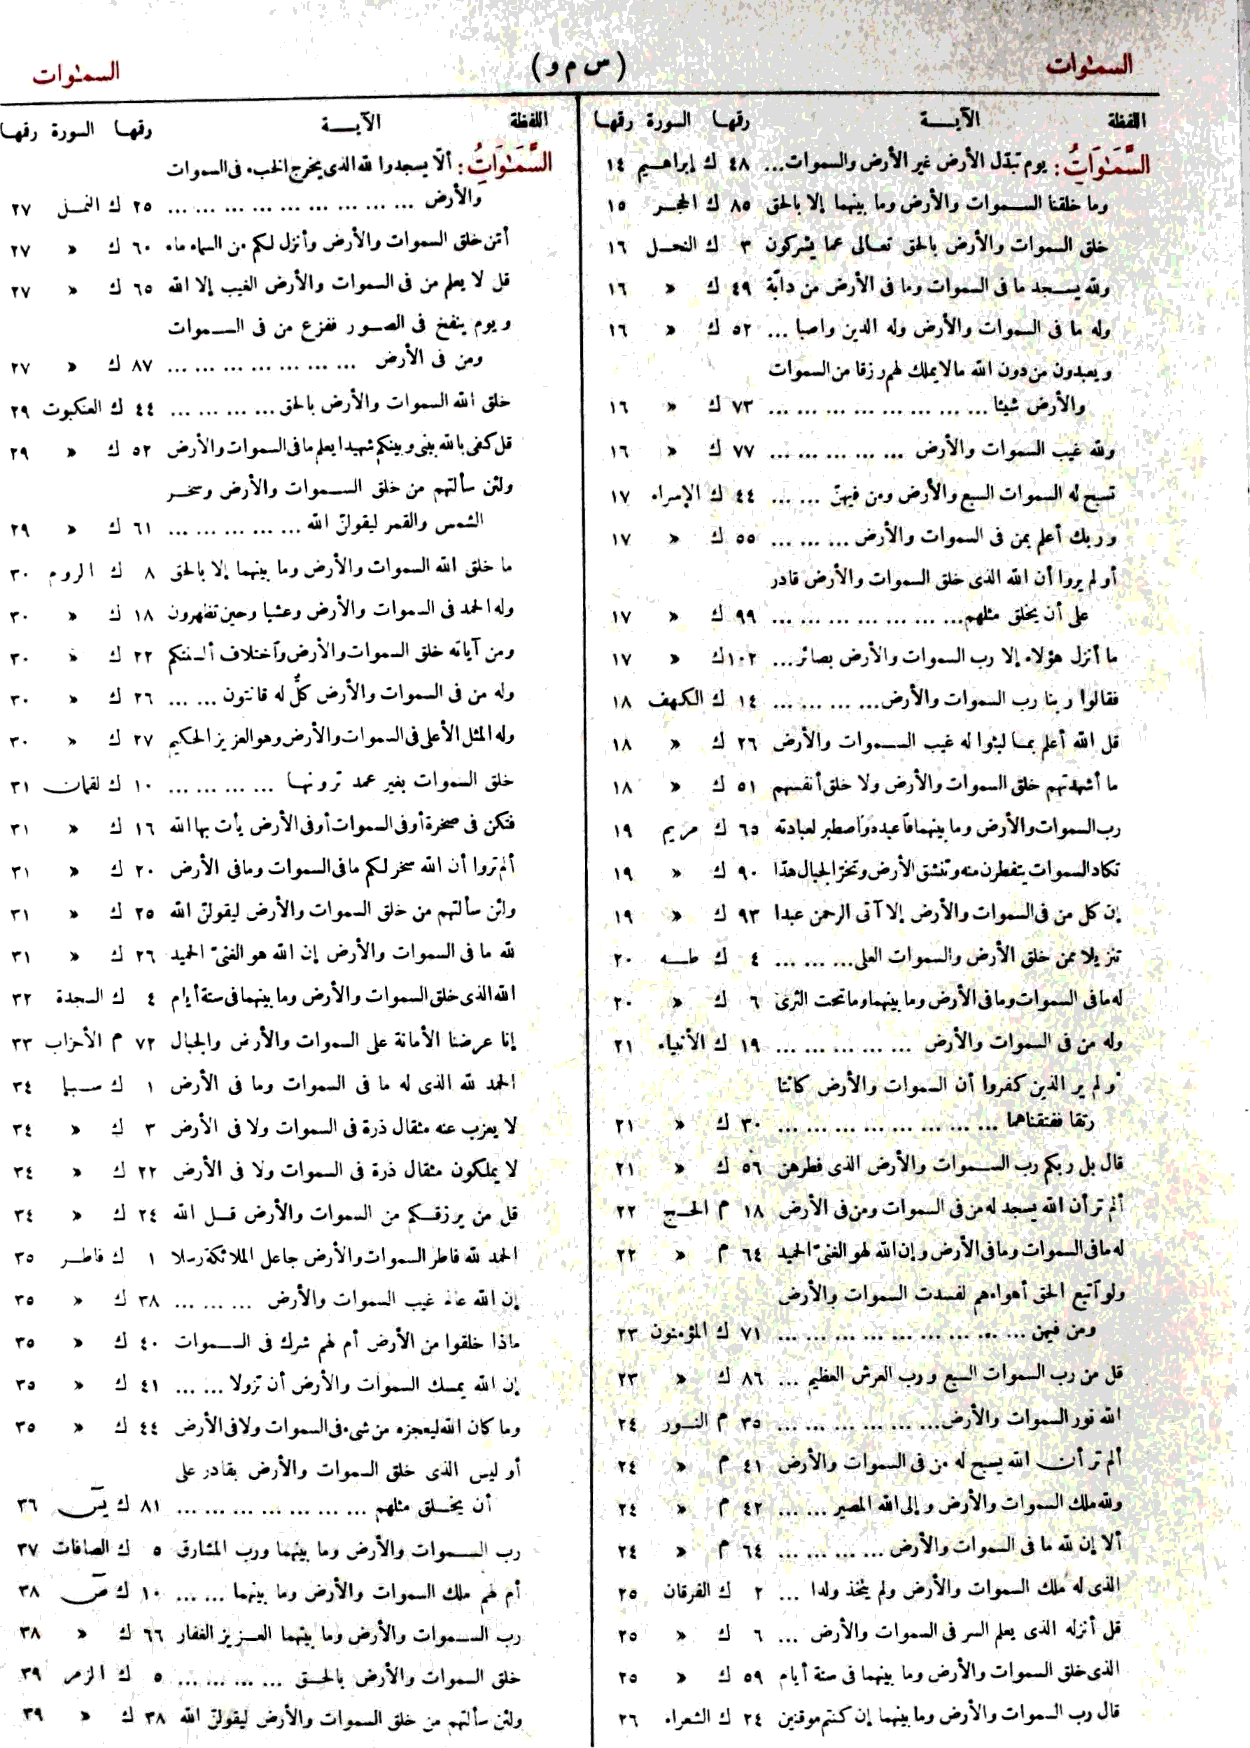 السمٰوات
(س م و)
السمٰوات
اللفظة الآيـــة رقمها السورة رقمها
السَّمٰوَاتُ: يوم تبدّل الأرض غير الأرض والسموات... ٤٨ ك إبراهيم ١٤
وما خلقنا السموات والأرض وما بينهما إلا بالحق ٨٥ ك الحجر ١٥
خلق السموات والأرض بالحق تعالى عما يشركون ٣ ك النحل ١٦
ولله يسجد ما فى السموات وما فى الأرض من دابّة ٤٩ ك » ١٦
وله ما فى السموات والأرض وله الدين واصبا ... ٥٢ ك » ١٦
ويعبدون من دون الله ما لا يملك لهم رزقا من السموات
والأرض شيئا ... ... ... ... ... ... ... ٧٣ ك » ١٦
ولله غيب السموات والأرض ... ... ... ... ٧٧ ك » ١٦
تسبح له السموات السبع والأرض ومن فيهنّ ... ... ٤٤ ك الإسراء ١٧
وربك أعلم بمن فى السموات والأرض ... ... ... ٥٥ ك » ١٧
أو لم يروا أن الله الذى خلق السموات والأرض قادر
على أن يخلق مثلهم... ... ... ... ... ... ٩٩ ك » ١٧
ما أنزل هؤلاء إلا رب السموات والأرض بصائر... ١٠٢ك » ١٧
فقالوا ربنا رب السموات والأرض... ... ... ... ١٤ ك الكهف ١٨
قل الله أعلم بما لبثوا له غيب السموات والأرض ٢٦ ك » ١٨
ما أشهدتهم خلق السموات والأرض ولا خلق أنفسهم ٥١ ك » ١٨
رب السموات والأرض وما بينهما فاعبده واصطبر لعبادته ٦٥ ك مريم ١٩
تكاد السموات يتفطرن منه وتنشق الأرض وتخرّ الجبال هدّا ٩٠ ك » ١٩
إن كل من فى السموات والأرض إلا آتى الرحمن عبدا ٩٣ ك » ١٩
تنزيلا ممن خلق الأرض والسموات العلى... ... ... ٤ ك طـه ٢٠
له ما فى السموات وما فى الأرض وما بينهما وما تحت الثرى ٦ ك » ٢٠
وله من فى السموات والأرض ... ... ... ... ١٩ ك الأنبياء ٢١
أولم ير الذين كفروا أن السموات والأرض كانتا
رتقا ففتقناهما ... ... ... ... ... ... ... ٣٠ ك » ٢١
قال بل ربكم رب السموات والأرض الذى فطرهن ٥٦ ك » ٢١
ألم تر أن الله يسجد له من فى السموات ومن فى الأرض ١٨ م الحج ٢٢
له ما فى السموات وما فى الأرض وإن الله لهو الغنىّ الحميد ٦٤ م » ٢٢
ولو اتبع الحق أهواءهم لفسدت السموات والأرض
ومن فيهن ... ... ... ... ... ... ... ... ٧١ ك المؤمنون ٢٣
قل من رب السموات السبع ورب العرش العظيم ... ٨٦ ك » ٢٣
الله نور السموات والأرض... ... ... ... ... ... ٣٥ م النور ٢٤
ألم تر أن الله يسبح له من فى السموات والأرض ٤١ م » ٢٤
ولله ملك السموات والأرض وإلى الله المصير ... ... ٤٢ م » ٢٤
ألا إن لله ما فى السموات والأرض ... ... ... ... ٦٤ م » ٢٤
الذى له ملك السموات والأرض ولم يتخذ ولدا ... ٢ ك الفرقان ٢٥
قل أنزله الذى يعلم السر فى السموات والأرض ... ٦ ك » ٢٥
الذى خلق السموات والأرض وما بينهما فى ستة أيام ٥٩ ك » ٢٥
قال رب السموات والأرض وما بينهما إن كنتم موقنين ٢٤ ك الشعراء ٢٦
اللفظة الآيـــة رقمها السورة رقمها
السَّمٰوَاتُ: ألّا يسجدوا لله الذى يخرج الخبء فى السموات
والأرض ... ... ... ... ... ... ... ... ٢٥ ك النمل ٢٧
أمّن خلق السموات والأرض وأنزل لكم من السماء ماء ٦٠ ك » ٢٧
قل لا يعلم من فى السموات والأرض الغيب إلا الله ٦٥ ك » ٢٧
ويوم ينفخ فى الصور ففزع من فى السموات
ومن فى الأرض ... ... ... ... ... ... ٨٧ ك » ٢٧
خلق الله السموات والأرض بالحق ... ... ... ... ٤٤ ك العنكبوت ٢٩
قل كفى بالله بينى وبينكم شهيدا يعلم ما فى السموات والأرض ٥٢ ك » ٢٩
ولئن سألتهم من خلق السموات والأرض وسخر
الشمس والقمر ليقولنّ الله ... ... ... ... ... ٦١ ك » ٢٩
ما خلق الله السموات والأرض وما بينهما إلا بالحق ٨ ك الروم ٣٠
وله الحمد فى السموات والأرض وعشيا وحين تظهرون ١٨ ك » ٣٠
ومن آياته خلق السموات والأرض واختلاف ألسنتكم ٢٢ ك » ٣٠
وله من فى السموات والأرض كلٌّ له قانتون ... ... ٢٦ ك » ٣٠
وله المثل الأعلى فى السموات والأرض وهو العزيز الحكيم ٢٧ ك » ٣٠
خلق السموات بغير عمد ترونها ... ... ... ... ١٠ ك لقمان ٣١
فتكن فى صخرة أو فى السموات أو فى الأرض يأت بها الله ١٦ ك » ٣١
ألم تروا أن الله سخر لكم ما فى السموات وما فى الأرض ٢٠ ك » ٣١
ولئن سألتهم من خلق السموات والأرض ليقولنّ الله ٢٥ ك » ٣١
لله ما فى السموات والأرض إن الله هو الغنىّ الحميد ٢٦ ك » ٣١
الله الذى خلق السموات والأرض وما بينهما فى ستة أيام ٤ ك السجدة ٣٢
إنا عرضنا الأمانة على السموات والأرض والجبال ٧٢ م الأحزاب ٣٣
الحمد لله الذى له ما فى السموات وما فى الأرض ١ ك سبإ ٣٤
لا يعزب عنه مثقال ذرة فى السموات ولا فى الأرض ٣ ك » ٣٤
لا يملكون مثقال ذرة فى السموات ولا فى الأرض ٢٢ ك » ٣٤
قل من يرزقكم من السموات والأرض قل الله ٢٤ ك » ٣٤
الحمد لله فاطر السموات والأرض جاعل الملائكة رسلا ١ ك فاطر ٣٥
إن الله عالم غيب السموات والأرض ... ... ... ٣٨ ك » ٣٥
ماذا خلقوا من الأرض أم لهم شرك فى السموات ٤٠ ك » ٣٥
إن الله يمسك السموات والأرض أن تزولا ... ... ٤١ ك » ٣٥
وما كان الله ليعجزه من شىء فى السموات ولا فى الأرض ٤٤ ك » ٣٥
أو ليس الذى خلق السموات والأرض بقادر على
أن يخلق مثلهم ... ... ... ... ... ... ... ٨١ ك يسٓ ٣٦
رب السموات والأرض وما بينهما ورب المشارق ٥ ك الصافات ٣٧
أم لهم ملك السموات والأرض وما بينهما ... ... ١٠ ك صٓ ٣٨
رب السموات والأرض وما بينهما العزيز الغفار ٦٦ ك » ٣٨
خلق السموات والأرض بالحق ... ... ... ... ٥ ك الزمر ٣٩
ولئن سألتهم من خلق السموات والأرض ليقولنّ الله ٣٨ ك » ٣٩